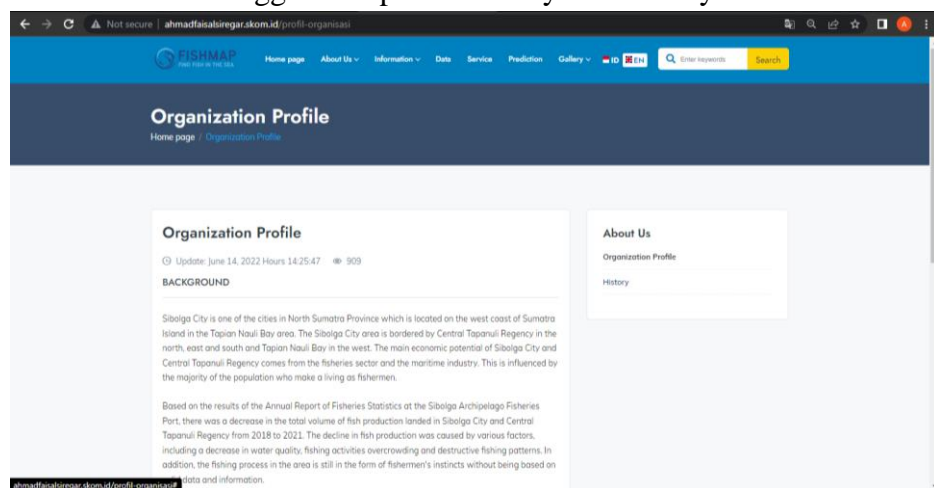 Not secure | ahmadfaisalsiregar.skom.id/profil-organisasi
FISHMAP
FIND FISH IN THE SEA
Home page About Us Information Data Service Prediction Gallery ID EN Enter keywords Search
Organization Profile
Home page / Organization Profile
Organization Profile
Update: June 14, 2022 Hours 14:25:47 909
BACKGROUND
Sibolga City is one of the cities in North Sumatra Province which is located on the west coast of Sumatra
Island in the Tapian Nauli Bay area. The Sibolga City area is bordered by Central Tapanuli Regency in the
north, east and south and Tapian Nauli Bay in the west. The main economic potential of Sibolga City and
Central Tapanuli Regency comes from the fisheries sector and the maritime industry. This is influenced by
the majority of the population who make a living as fishermen.
Based on the results of the Annual Report of Fisheries Statistics at the Sibolga Archipelago Fisheries
Port, there was a decrease in the total volume of fish production landed in Sibolga City and Central
Tapanuli Regency from 2018 to 2021. The decline in fish production was caused by various factors,
including a decrease in water quality, fishing activities overcrowding and destructive fishing patterns. In
addition, the fishing process in the area is still in the form of fishermen's instincts without being based on
data and information.
About Us
Organization Profile
History
ahmadfaisalsiregar.skom.id/profil-organisasi#